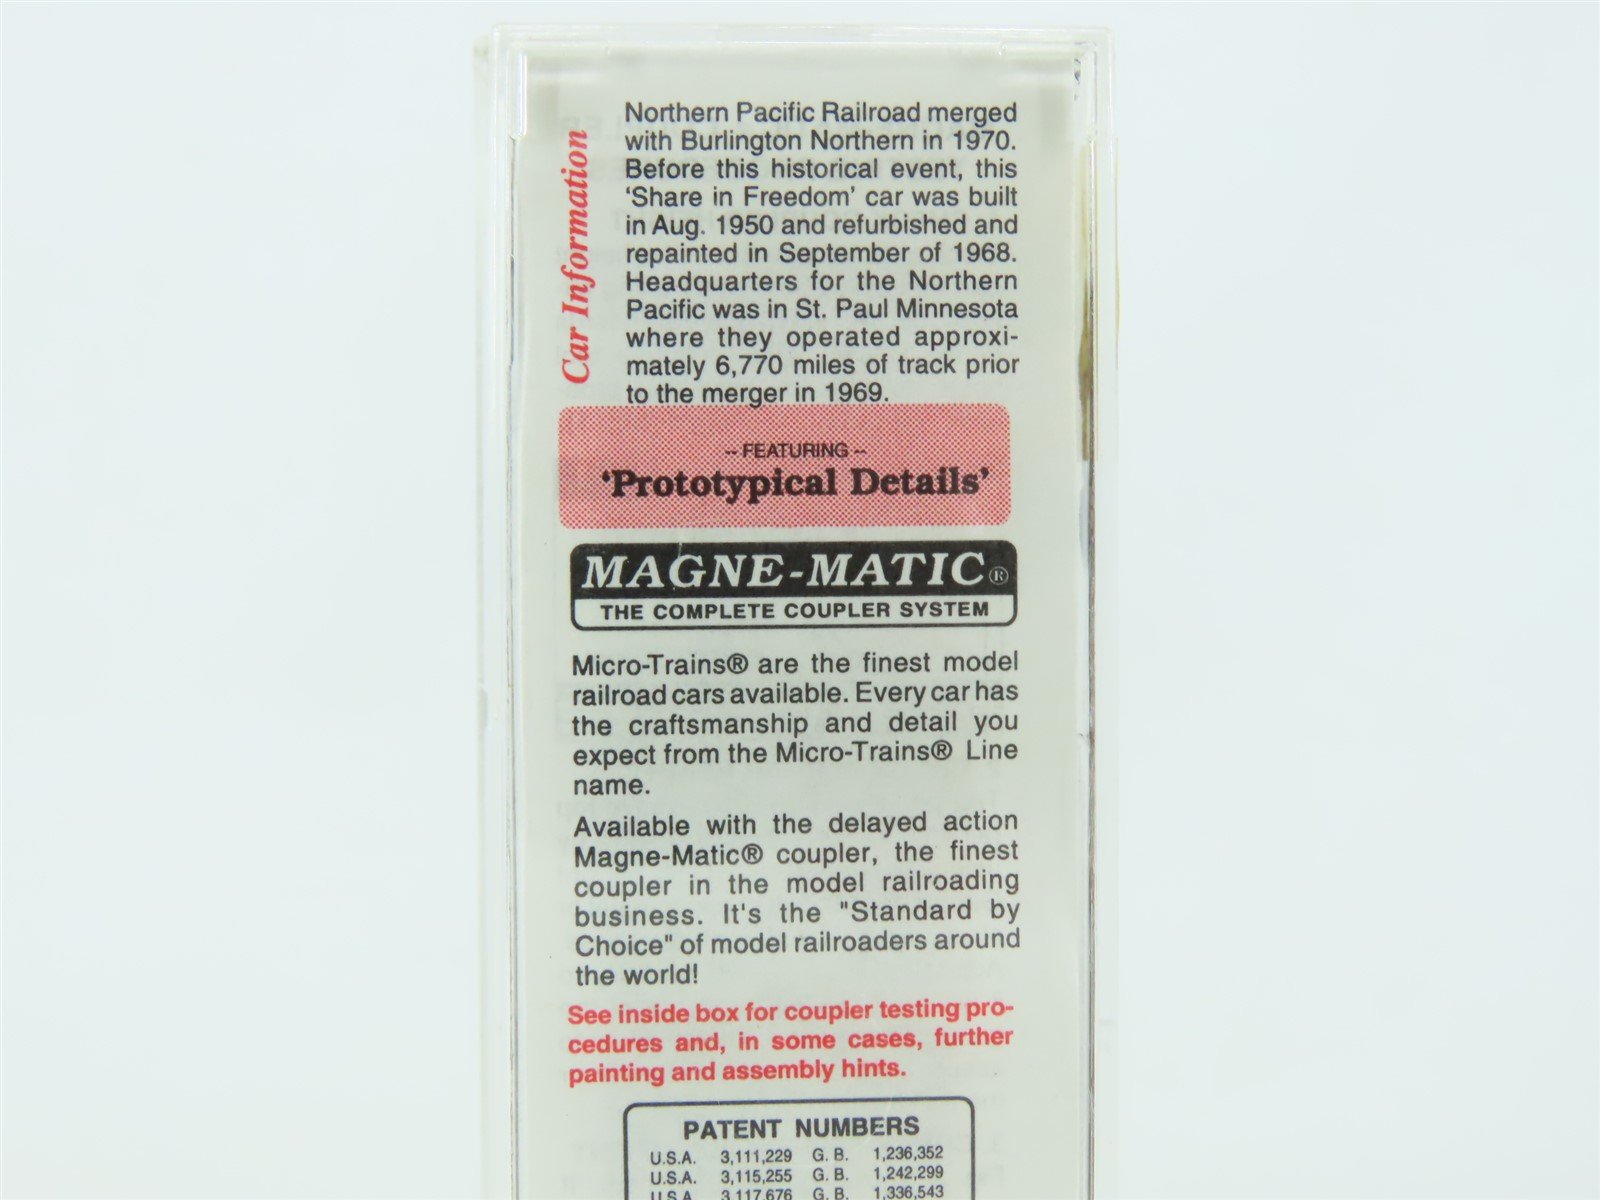 Car Information
Northern Pacific Railroad merged
with Burlington Northern in 1970.
Before this historical event, this
‘Share in Freedom’ car was built
in Aug. 1950 and refurbished and
repainted in September of 1968.
Headquarters for the Northern
Pacific was in St. Paul Minnesota
where they operated approxi-
mately 6,770 miles of track prior
to the merger in 1969.
-- FEATURING --
‘Prototypical Details’
MAGNE-MATIC®
THE COMPLETE COUPLER SYSTEM
Micro-Trains® are the finest model
railroad cars available. Every car has
the craftsmanship and detail you
expect from the Micro-Trains® Line
name.
Available with the delayed action
Magne-Matic® coupler, the finest
coupler in the model railroading
business. It's the "Standard by
Choice" of model railroaders around
the world!
See inside box for coupler testing pro-
cedures and, in some cases, further
painting and assembly hints.
PATENT NUMBERS
U.S.A. 3,111,229 G. B. 1,236,352
U.S.A. 3,115,255 G. B. 1,242,299
U.S.A. 3,117,676 G. B. 1,336,543